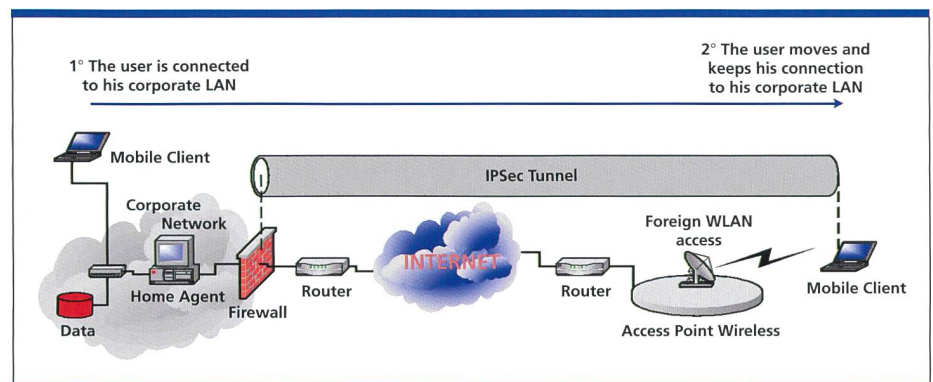 1° The user is connected
to his corporate LAN
2° The user moves and
keeps his connection
to his corporate LAN
Mobile Client
IPSec Tunnel
Corporate
Network
Foreign WLAN
access
INTERNET
Home Agent
Firewall
Router
Router
Mobile Client
Data
Access Point Wireless